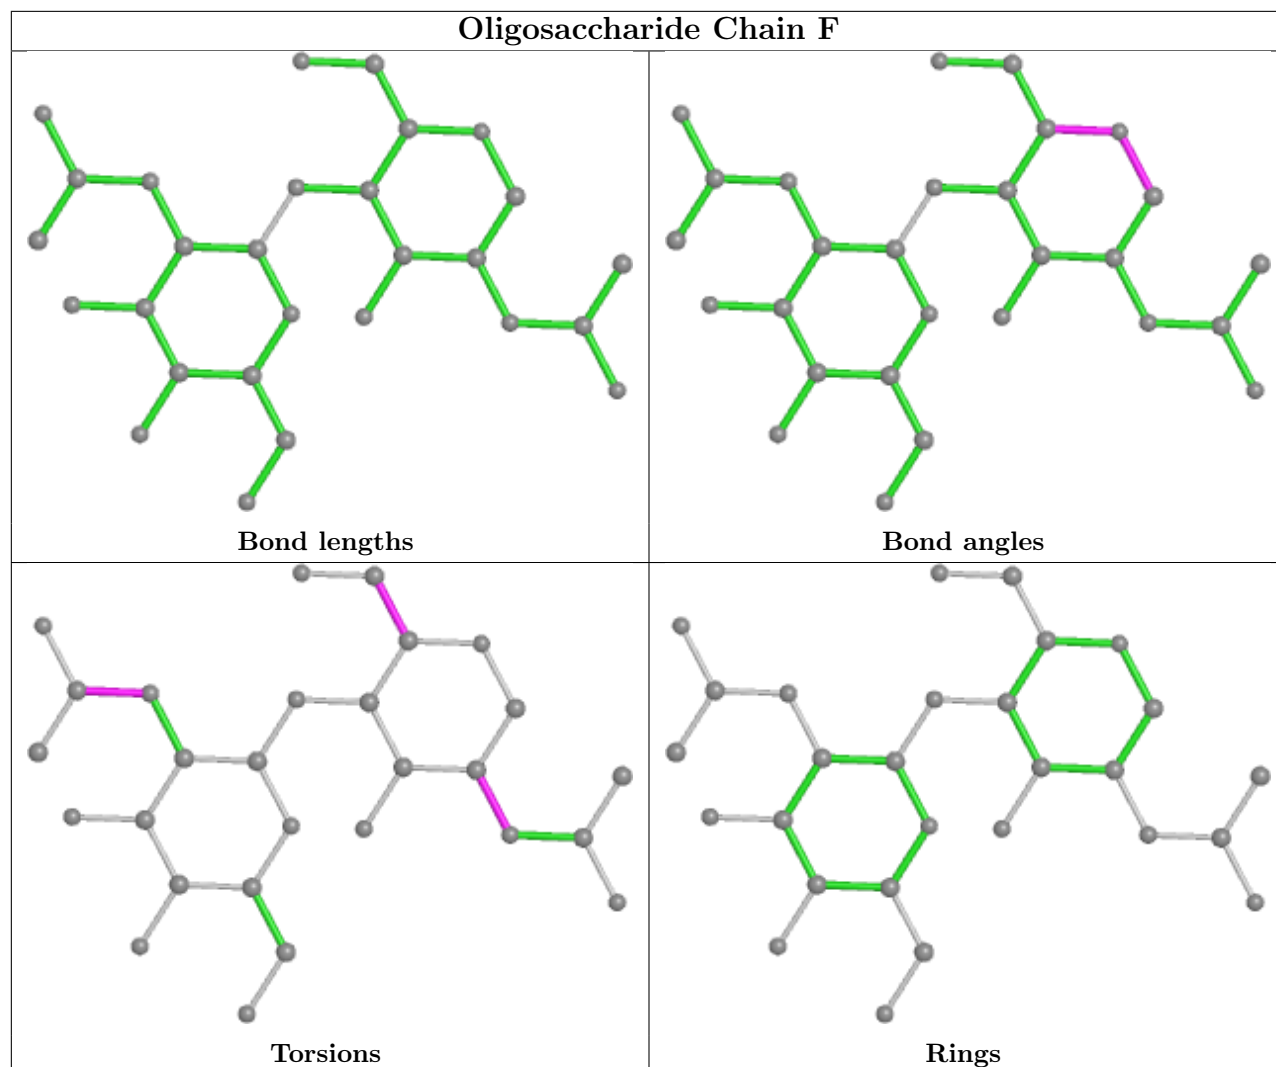 Oligosaccharide Chain F
Bond lengths
Bond angles
Torsions
Rings